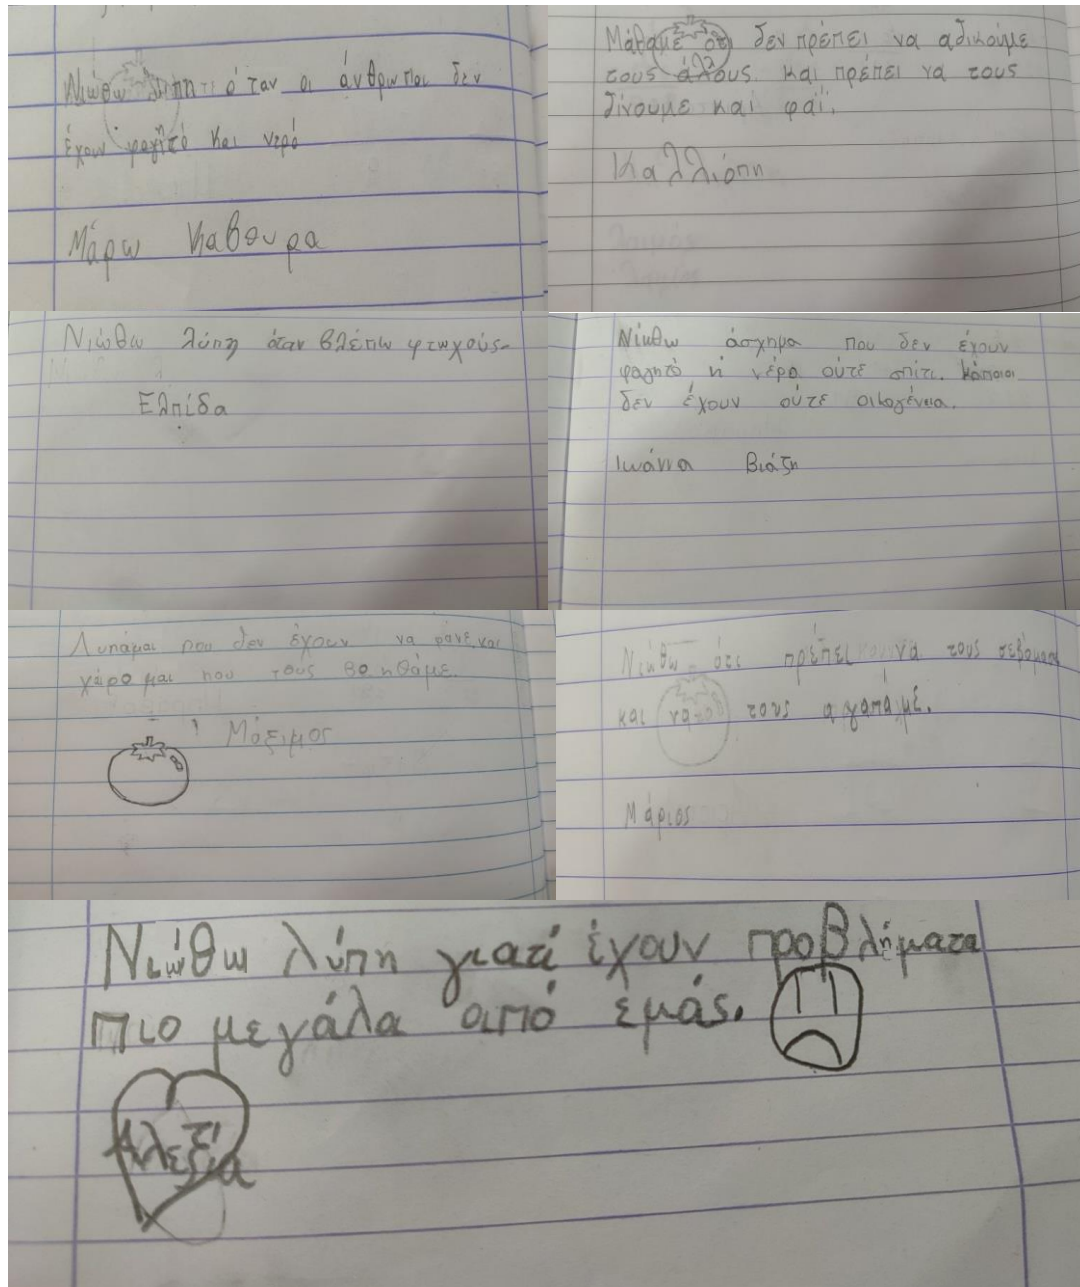 Νιώθω λύπη ότι όταν οι άνθρωποι δεν
έχουν φαγητό και νερό
Μάρω Καβουρα
Μάθαμε ότι δεν πρέπει να αδικούμε
τους άλλους και πρέπει να τους
δίνουμε και φαΐ.
Καλλιόπη
Νιώθω λύπη όταν βλέπω φτωχούς.
Ελπίδα
Νιώθω άσχημα που δεν έχουν
φαγητό ή νέρο ούτε σπίτι. Κάποιοι
δεν έχουν ούτε οικογένεια.
Ιωάννα Βιάζη
Λυπάμαι που δεν έχουν να φάνε και
χαίρομαι που τους βοηθάμε.
Μάξιμος
Νιώθω ότι πρέπει να τους σεβόμαστε
και να τους αγαπάμε.
Μάριος
Νιώθω λύπη γιατί έχουν προβλήματα
πιο μεγάλα από εμάς.
Αλεξία